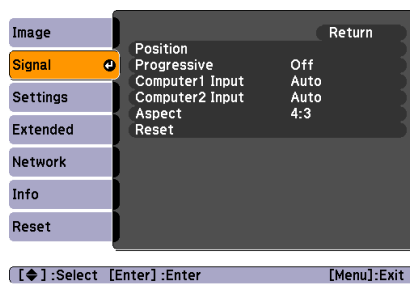 Image
Signal
Settings
Extended
Network
Info
Reset
Return
Position
Progressive Off
Computer1 Input Auto
Computer2 Input Auto
Aspect 4:3
Reset
[◆] :Select [Enter] :Enter [Menu]:Exit